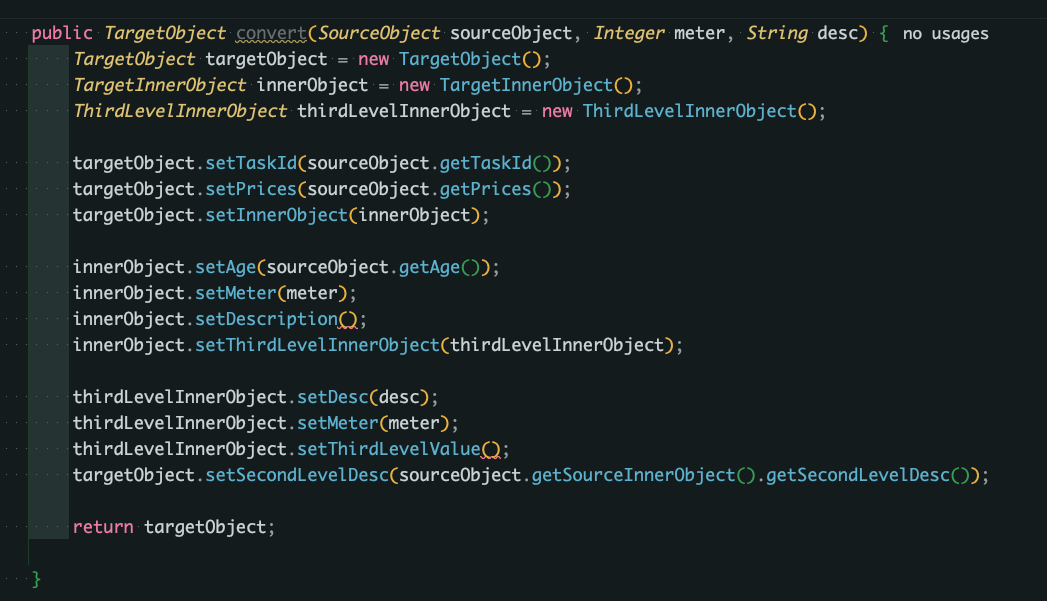 public TargetObject convert(SourceObject sourceObject, Integer meter, String desc) { no usages
TargetObject targetObject = new TargetObject();
TargetInnerObject innerObject = new TargetInnerObject();
ThirdLevelInnerObject thirdLevelInnerObject = new ThirdLevelInnerObject();
targetObject.setTaskId(sourceObject.getTaskId());
targetObject.setPrices(sourceObject.getPrices());
targetObject.setInnerObject(innerObject);
innerObject.setAge(sourceObject.getAge());
innerObject.setMeter(meter);
innerObject.setDescription();
innerObject.setThirdLevelInnerObject(thirdLevelInnerObject);
thirdLevelInnerObject.setDesc(desc);
thirdLevelInnerObject.setMeter(meter);
thirdLevelInnerObject.setThirdLevelValue();
targetObject.setSecondLevelDesc(sourceObject.getSourceInnerObject().getSecondLevelDesc());
return targetObject;
}